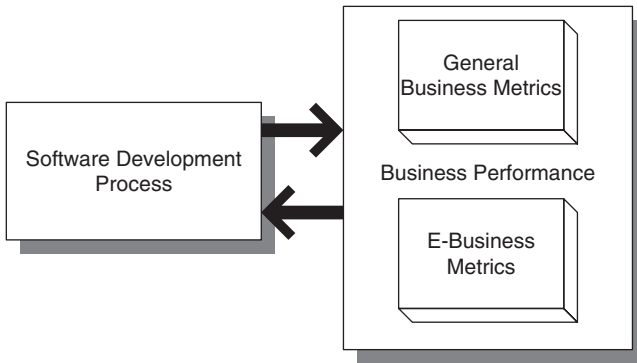 Software Development
Process
General
Business Metrics
Business Performance
E-Business
Metrics